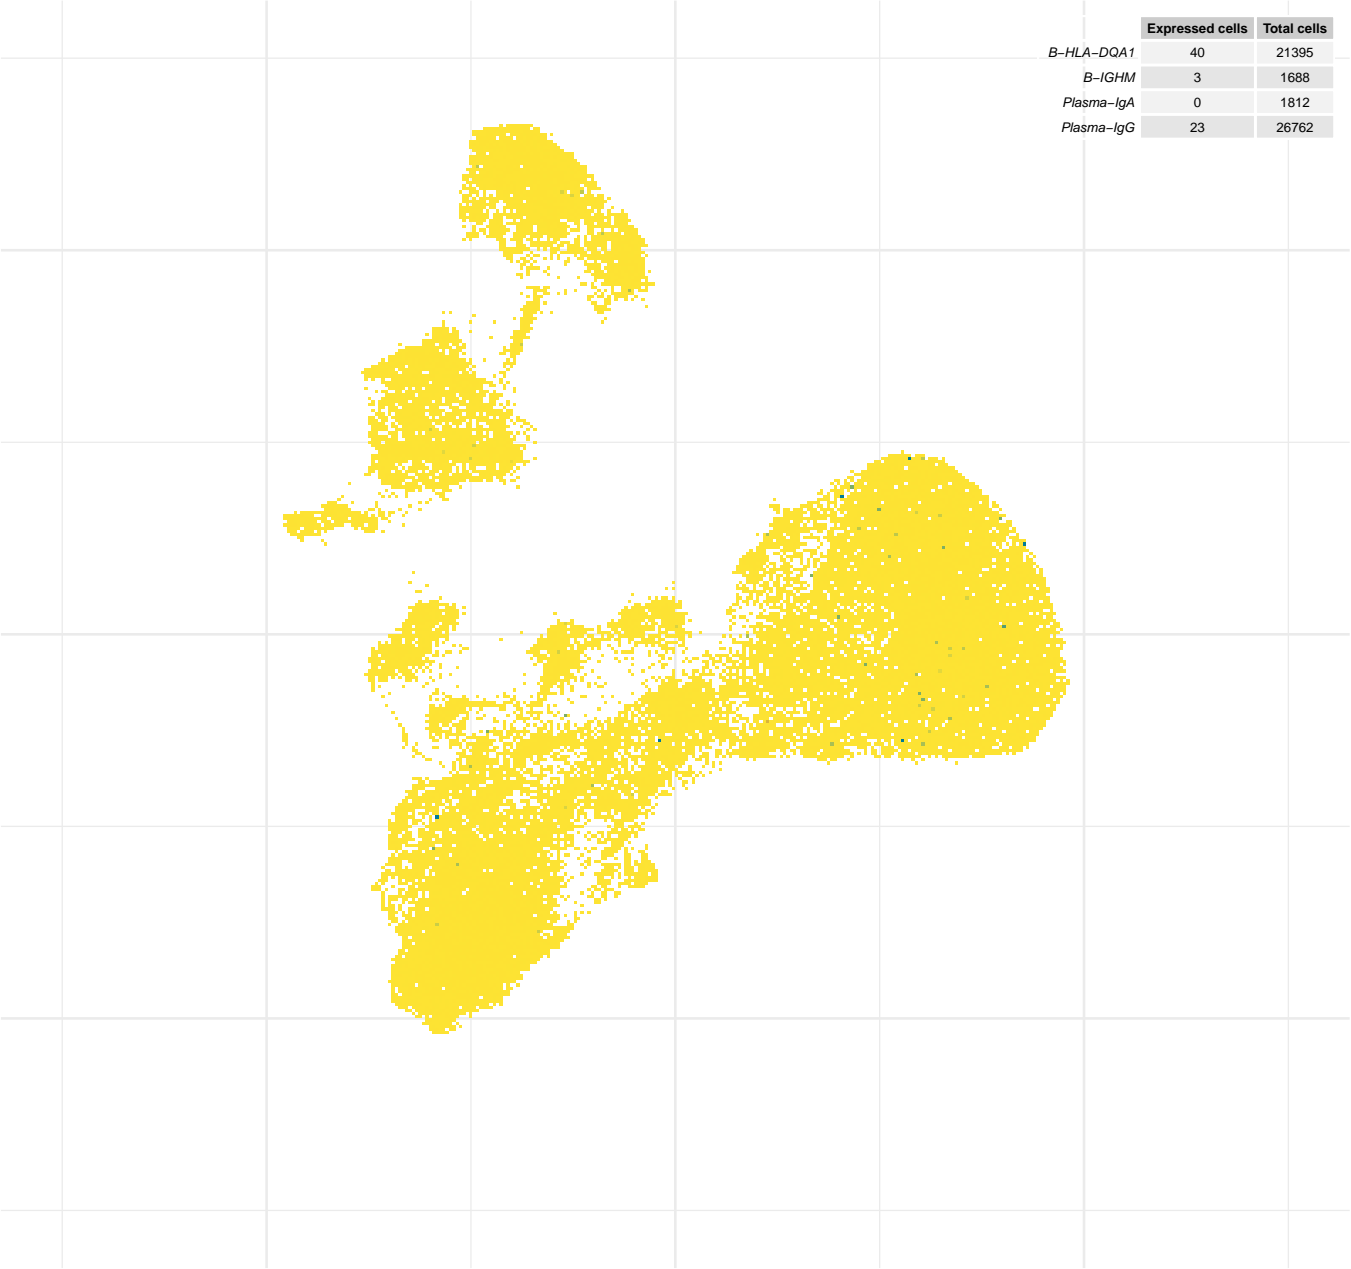 Expressed cells Total cells
B−HLA−DQA1 40 21395
B−IGHM 3 1688
Plasma−IgA 0 1812
Plasma−IgG 23 26762